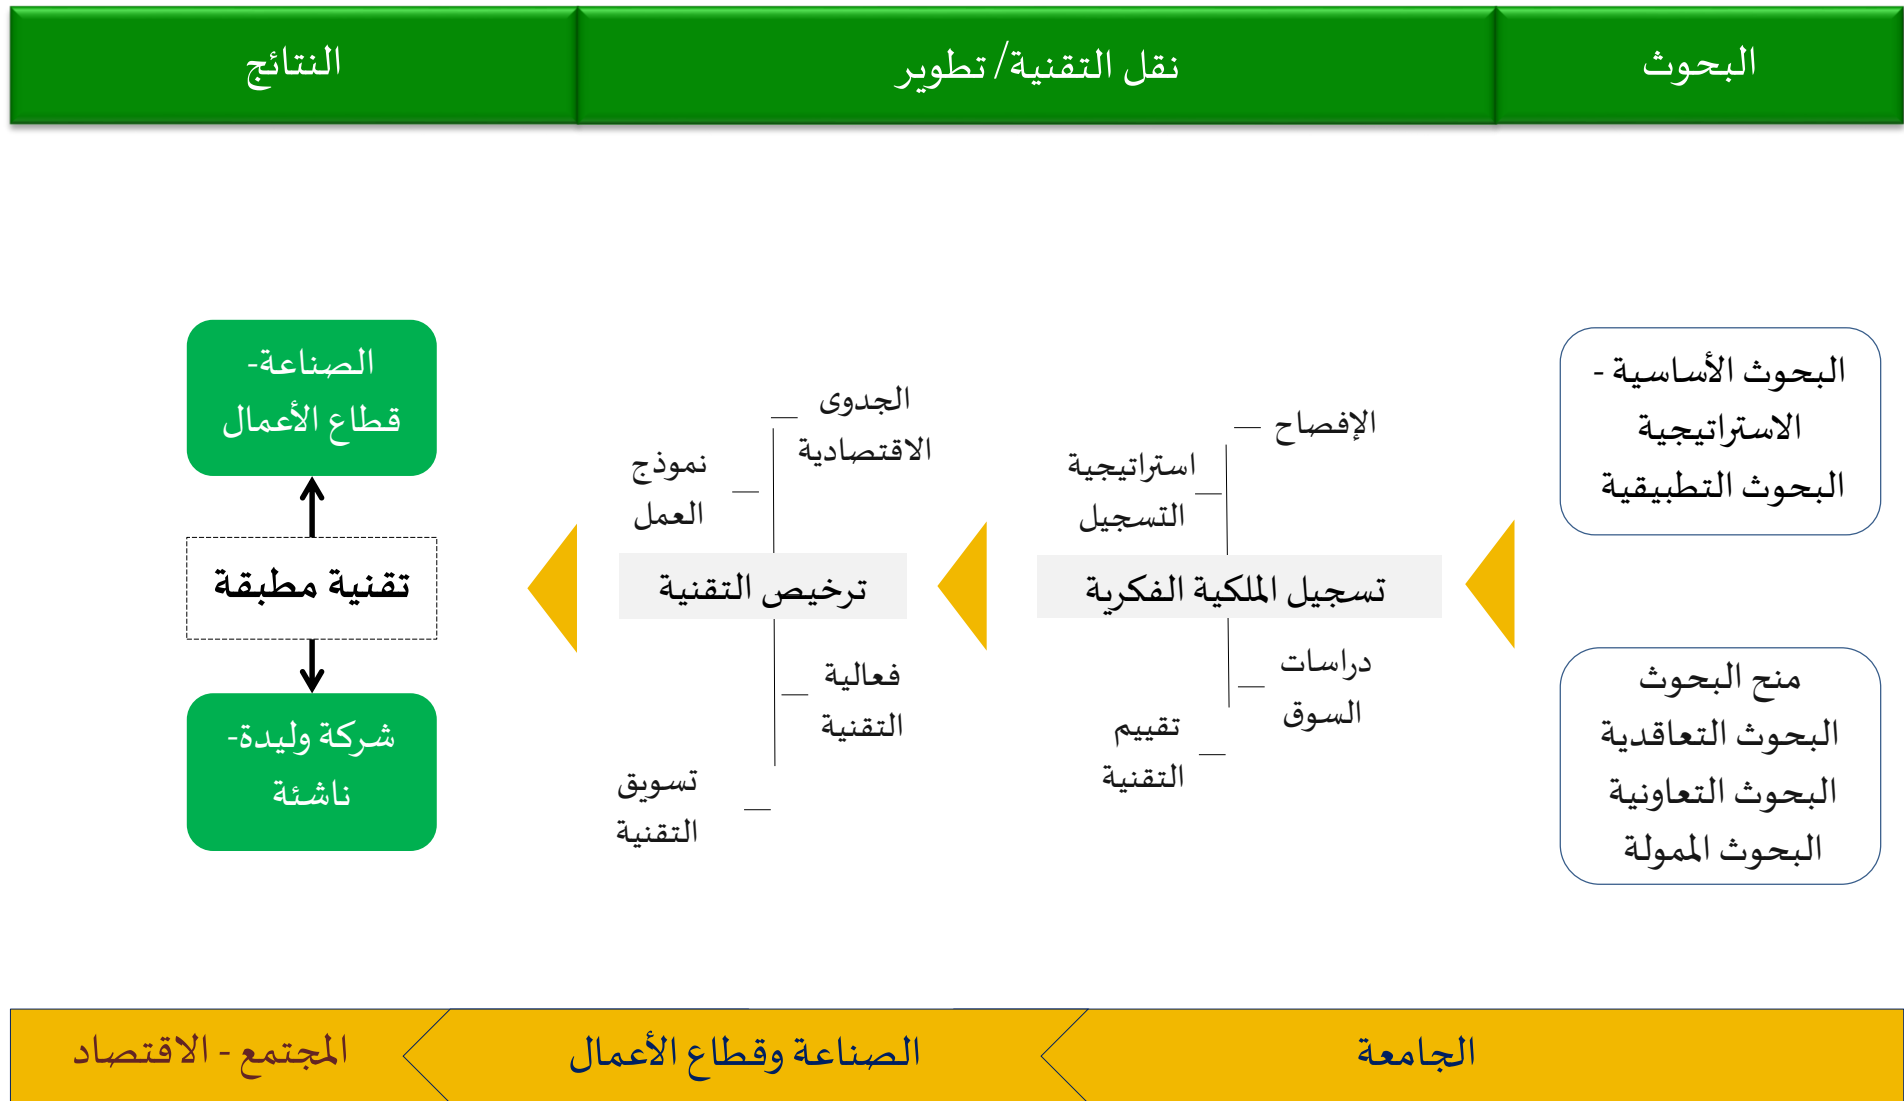 البحوث
نقل التقنية/ تطوير
النتائج
البحوث الأساسية -
الاستراتيجية
البحوث التطبيقية
منح البحوث
البحوث التعاقدية
البحوث التعاونية
البحوث الممولة
الإفصاح
استراتيجية
التسجيل
تسجيل الملكية الفكرية
دراسات
السوق
تقييم
التقنية
الجدوى
الاقتصادية
نموذج
العمل
ترخيص التقنية
فعالية
التقنية
تسويق
التقنية
الصناعة-
قطاع الأعمال
تقنية مطبقة
شركة وليدة-
ناشئة
الجامعة
الصناعة وقطاع الأعمال
المجتمع - الاقتصاد